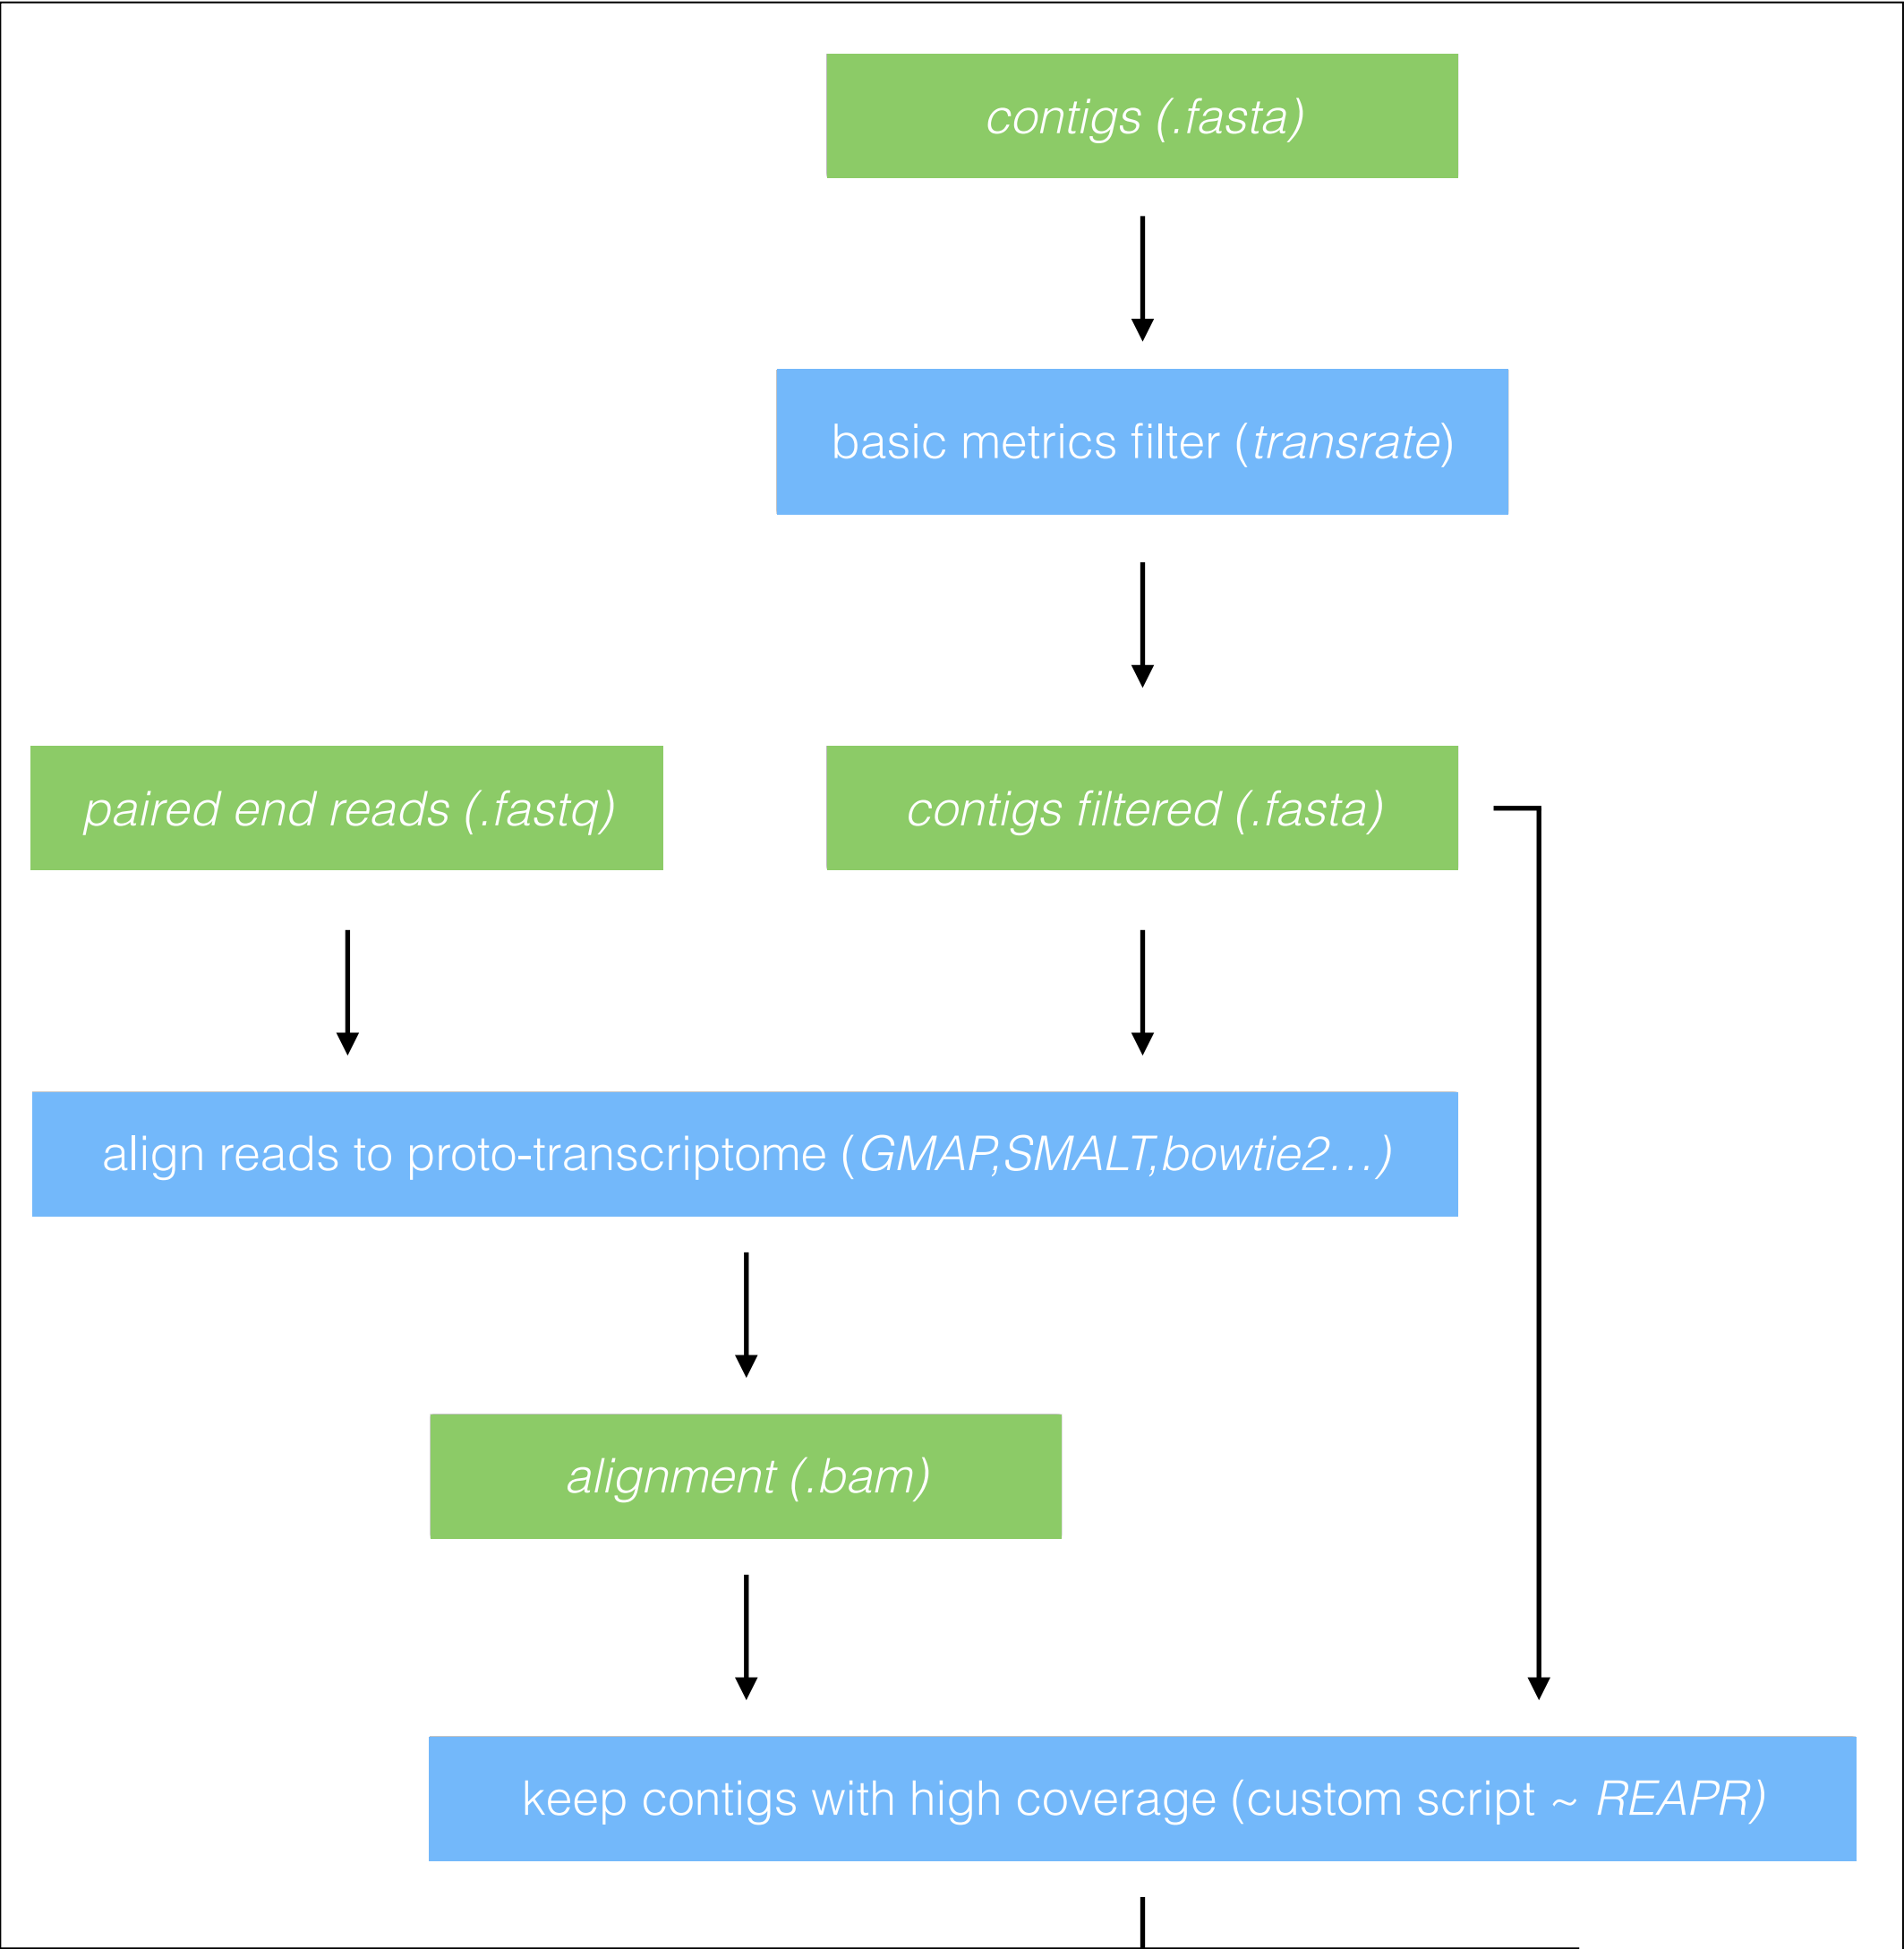 contigs (.fasta)
basic metrics filter (transrate)
paired end reads (.fastq)
contigs filtered (.fasta)
align reads to proto-transcriptome (GMAP,SMALT,bowtie2...)
alignment (.bam)
keep contigs with high coverage (custom script ~ REAPR)